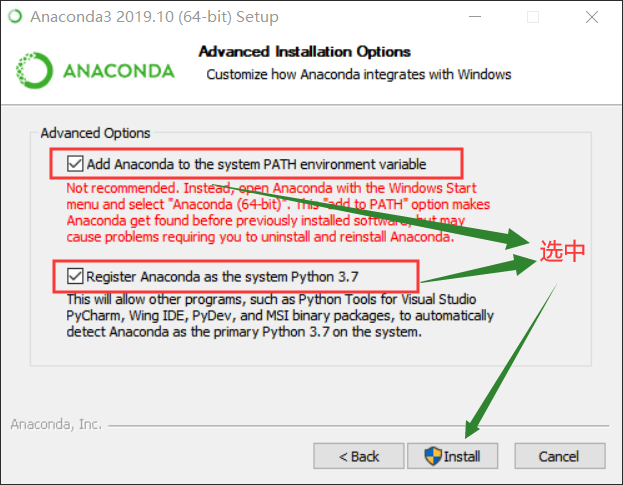 Anaconda3 2019.10 (64-bit) Setup
Advanced Installation Options
Customize how Anaconda integrates with Windows
ANACONDA
Advanced Options
Add Anaconda to the system PATH environment variable
Not recommended. Instead, open Anaconda with the Windows Start
menu and select "Anaconda (64-bit)". This "add to PATH" option makes
Anaconda get found before previously installed software, but may
cause problems requiring you to uninstall and reinstall Anaconda.
选中
Register Anaconda as the system Python 3.7
This will allow other programs, such as Python Tools for Visual Studio
PyCharm, Wing IDE, PyDev, and MSI binary packages, to automatically
detect Anaconda as the primary Python 3.7 on the system.
Anaconda, Inc.
< Back
Install
Cancel